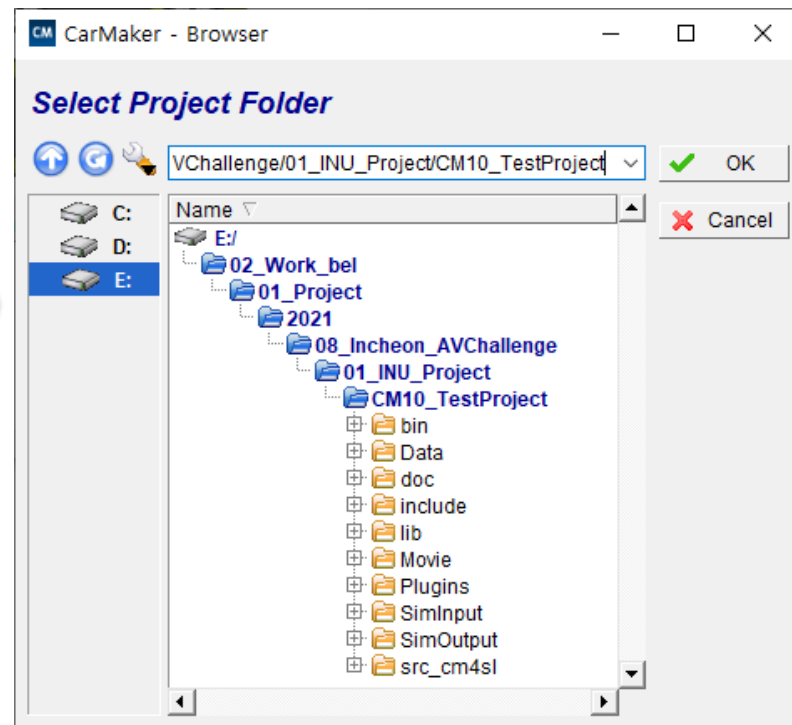 CM CarMaker - Browser
Select Project Folder
VChallenge/01_INU_Project/CM10_TestProject
OK
C:
D:
E:
Name
Cancel
E:/
02_Work_bel
01_Project
2021
08_Incheon_AVChallenge
01_INU_Project
CM10_TestProject
bin
Data
doc
include
lib
Movie
Plugins
SimInput
SimOutput
src_cm4sl